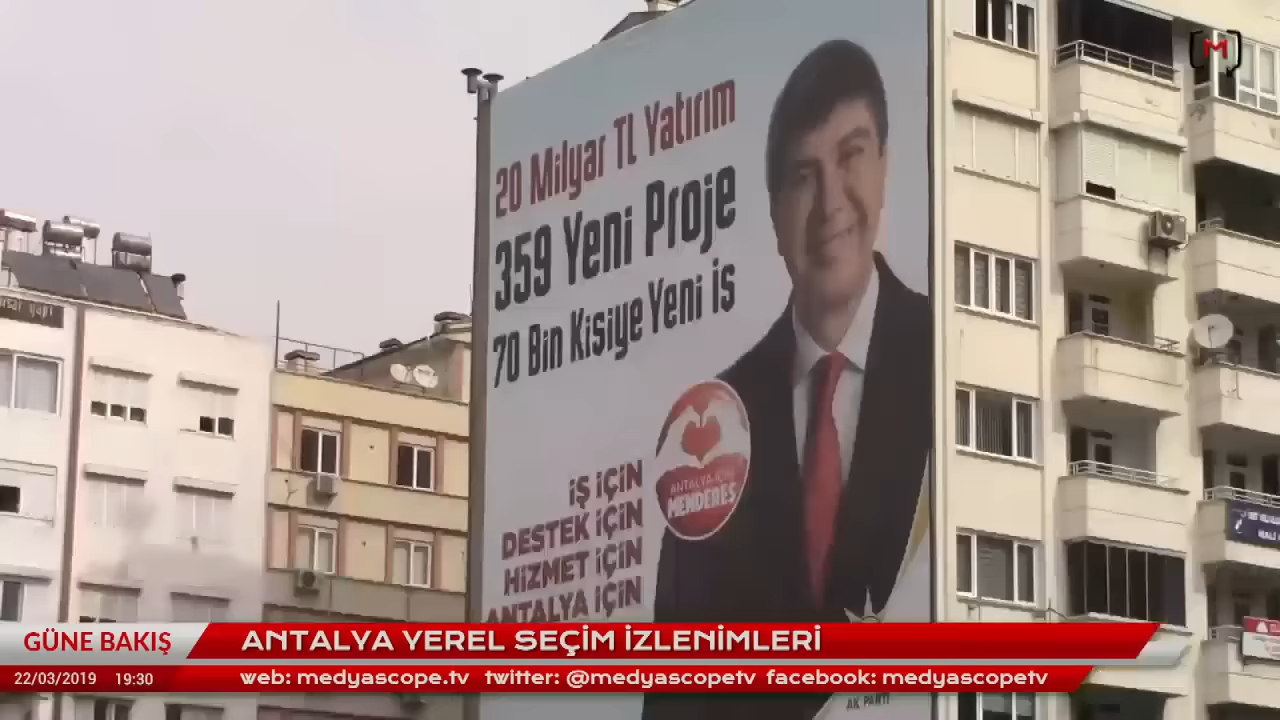 20 Milyar TL Yatırım
359 Yeni Proje
70 Bin Kişiye Yeni İş
ANTALYA İÇİN
MENDERES
İŞ İÇİN
DESTEK İÇİN
HİZMET İÇİN
ANTALYA İÇİN
GÜNE BAKIŞ
ANTALYA YEREL SEÇİM İZLENİMLERİ
22/03/2019 19:30
web: medyascope.tv twitter: @medyascopetv facebook: medyascopetv
AK PARTİ
M